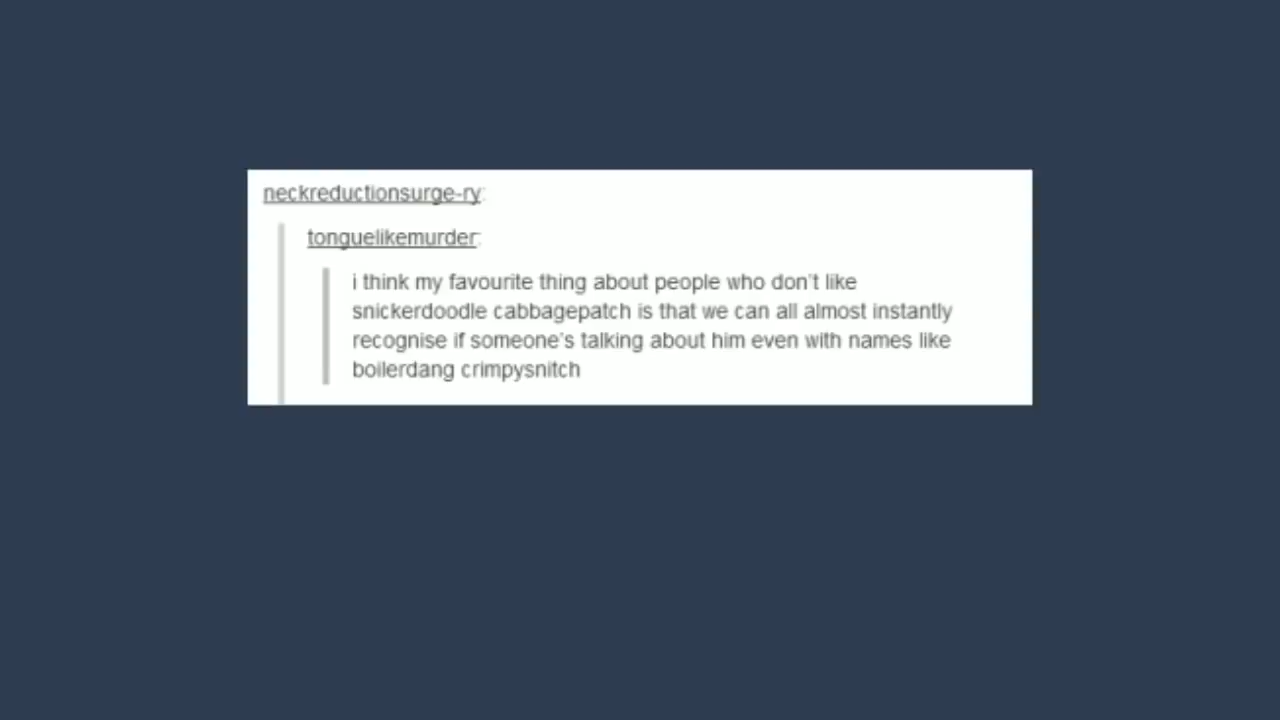 neckreductionsurge-ry:
tonguelikemurder:
i think my favourite thing about people who don't like
snickerdoodle cabbagepatch is that we can all almost instantly
recognise if someone's talking about him even with names like
boilerdang crimpysnitch